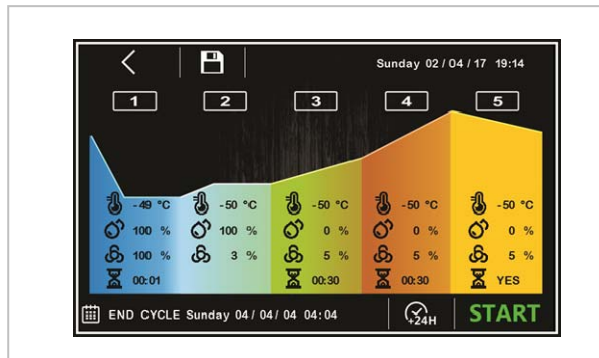 Sunday 02 / 04 / 17 19:14
1 2 3 4 5
-49 °C -50 °C -50 °C -50 °C -50 °C
100 % 100 % 0 % 0 % 0 %
100 % 3 % 5 % 5 % 5 %
00:01 00:30 00:30 YES
END CYCLE Sunday 04 / 04 / 04 04:04 +24H START